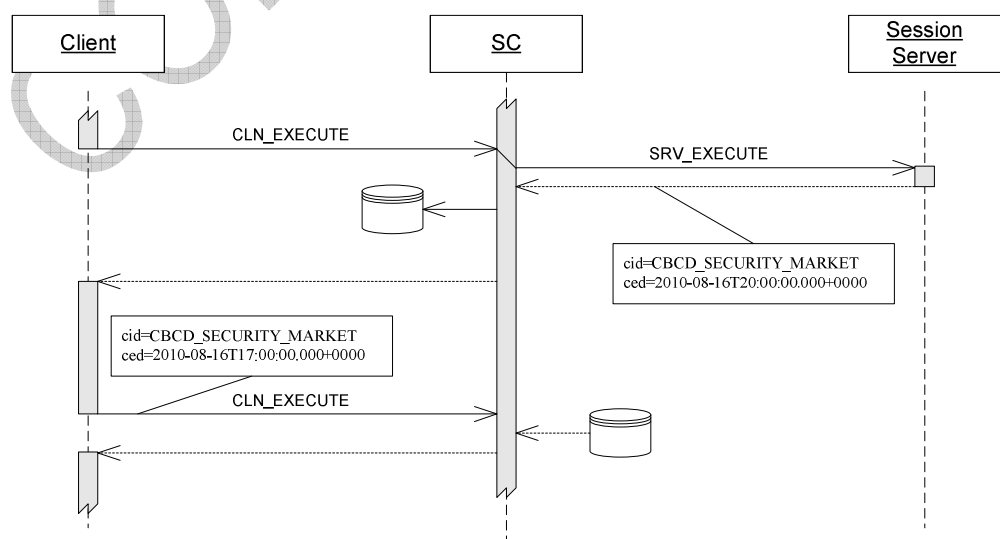 Client
SC
Session
Server
CLN_EXECUTE
SRV_EXECUTE
cid=CBCD_SECURITY_MARKET
ced=2010-08-16T20:00:00.000+0000
cid=CBCD_SECURITY_MARKET
ced=2010-08-16T17:00:00.000+0000
CLN_EXECUTE